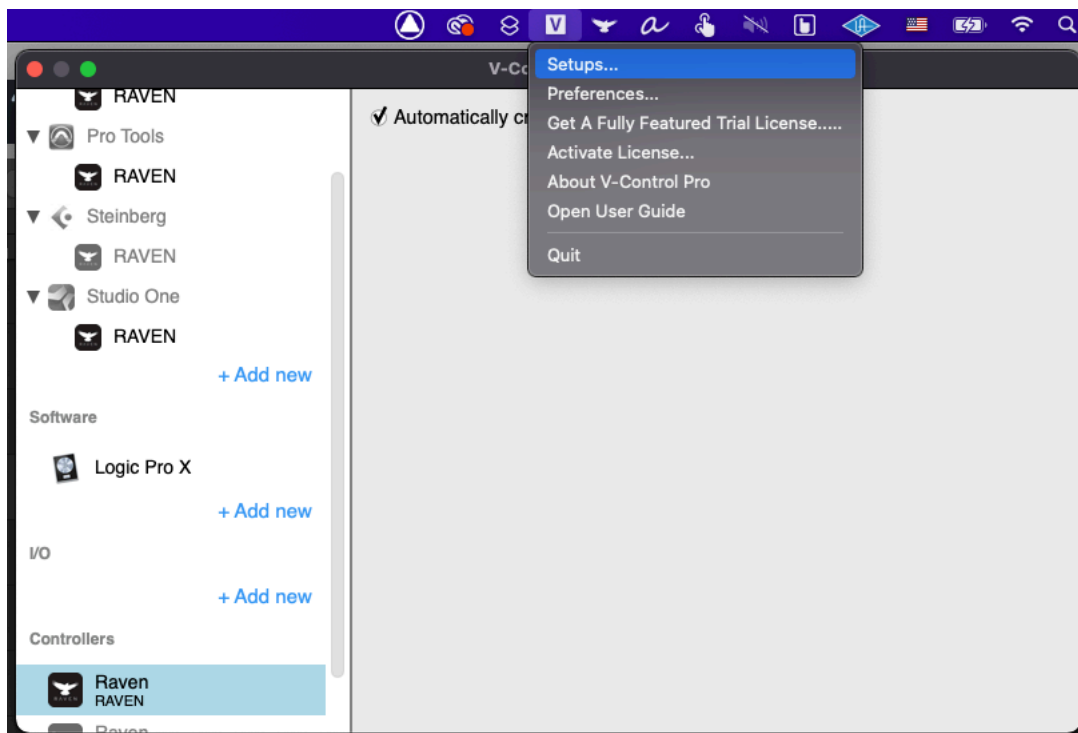 V
V-Co
Setups...
Preferences...
Get A Fully Featured Trial License.....
Activate License...
About V-Control Pro
Open User Guide
Quit
RAVEN
Automatically cr
Pro Tools
RAVEN
Steinberg
RAVEN
Studio One
RAVEN
+ Add new
Software
Logic Pro X
+ Add new
I/O
+ Add new
Controllers
Raven
RAVEN
Raven